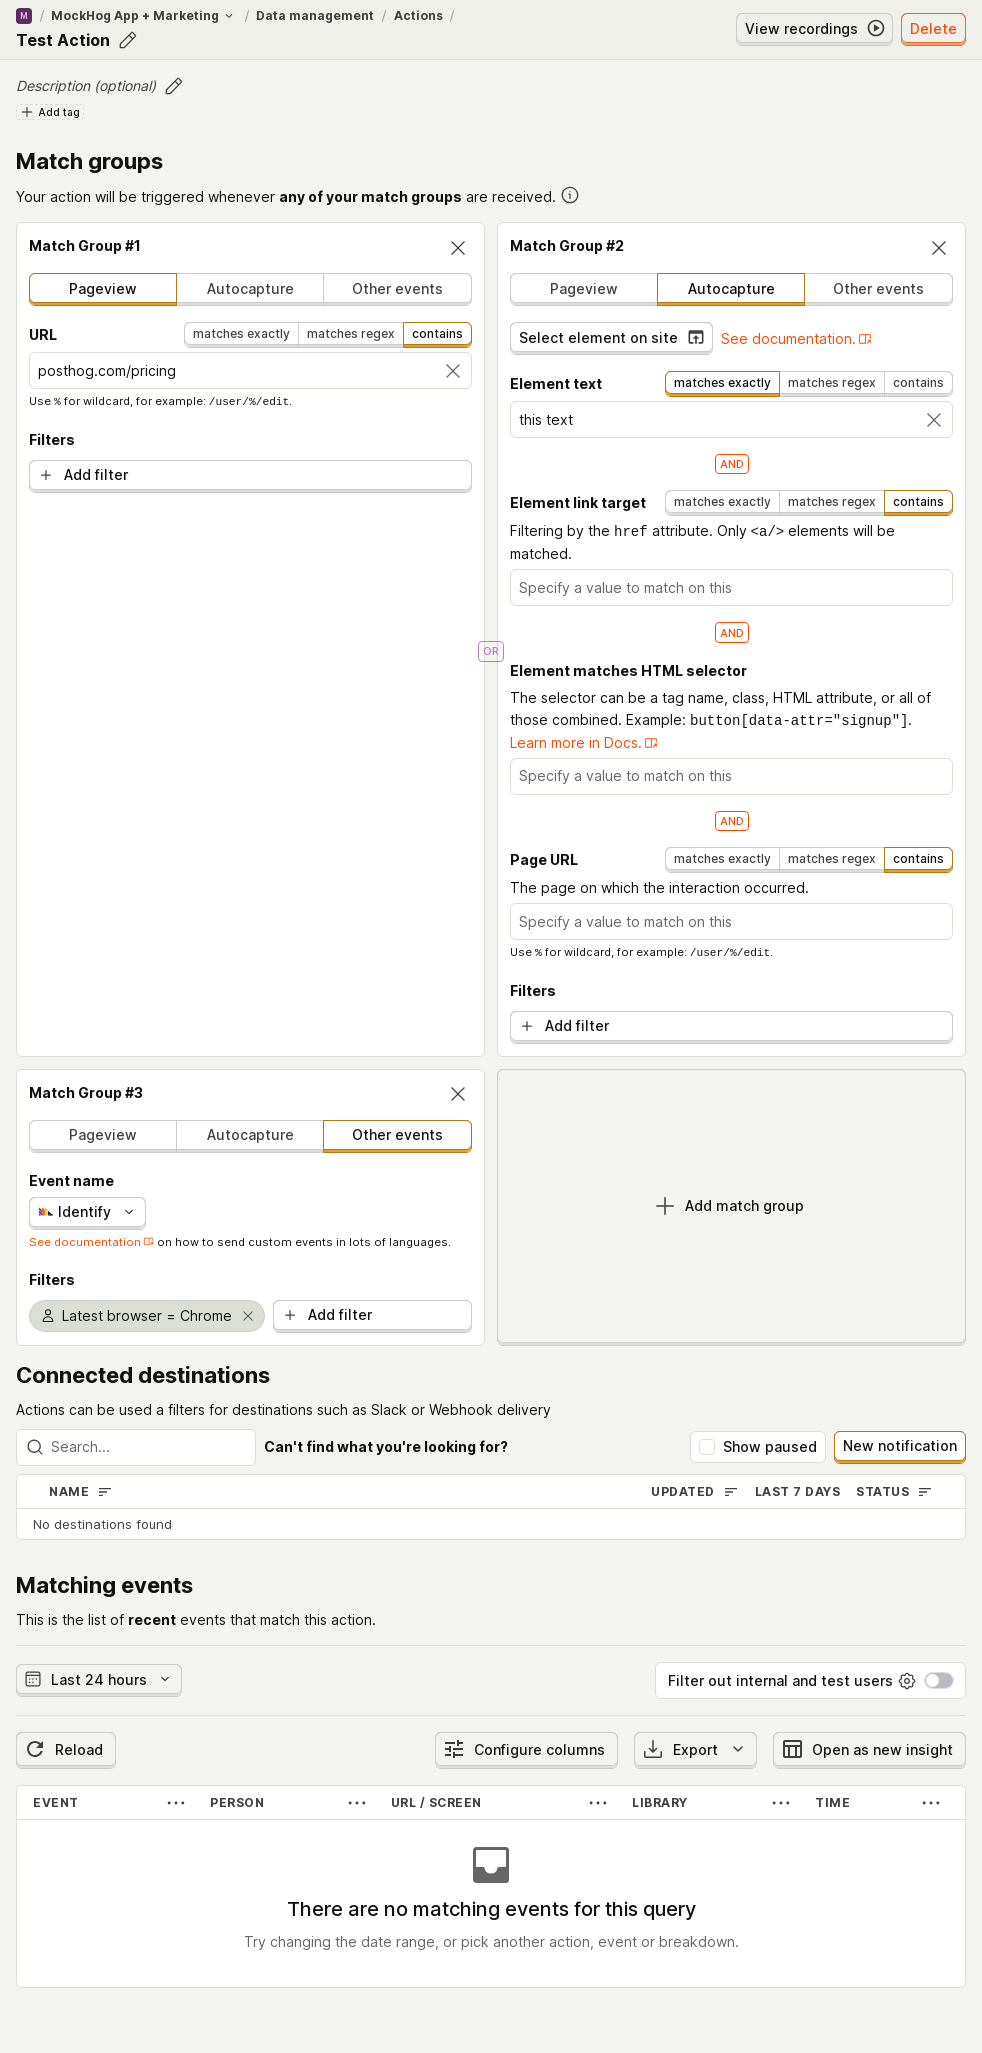 M / MockHog App + Marketing / Data management / Actions /
Test Action
View recordings
Delete
Description (optional)
Add tag
Match groups
Your action will be triggered whenever any of your match groups are received.
Match Group #1
Pageview Autocapture Other events
URL matches exactly matches regex contains
posthog.com/pricing
Use % for wildcard, for example: /user/%/edit.
Filters
Add filter
OR
Match Group #2
Pageview Autocapture Other events
Select element on site See documentation.
Element text matches exactly matches regex contains
this text
AND
Element link target matches exactly matches regex contains
Filtering by the href attribute. Only <a/> elements will be
matched.
Specify a value to match on this
AND
Element matches HTML selector
The selector can be a tag name, class, HTML attribute, or all of
those combined. Example: button[data-attr="signup"].
Learn more in Docs.
Specify a value to match on this
AND
Page URL matches exactly matches regex contains
The page on which the interaction occurred.
Specify a value to match on this
Use % for wildcard, for example: /user/%/edit.
Filters
Add filter
Match Group #3
Pageview Autocapture Other events
Event name
Identify
See documentation on how to send custom events in lots of languages.
Filters
Latest browser = Chrome Add filter
Add match group
Connected destinations
Actions can be used a filters for destinations such as Slack or Webhook delivery
Search... Can't find what you're looking for? Show paused New notification
NAME UPDATED LAST 7 DAYS STATUS
No destinations found
Matching events
This is the list of recent events that match this action.
Last 24 hours Filter out internal and test users
Reload Configure columns Export Open as new insight
EVENT PERSON URL / SCREEN LIBRARY TIME
There are no matching events for this query
Try changing the date range, or pick another action, event or breakdown.